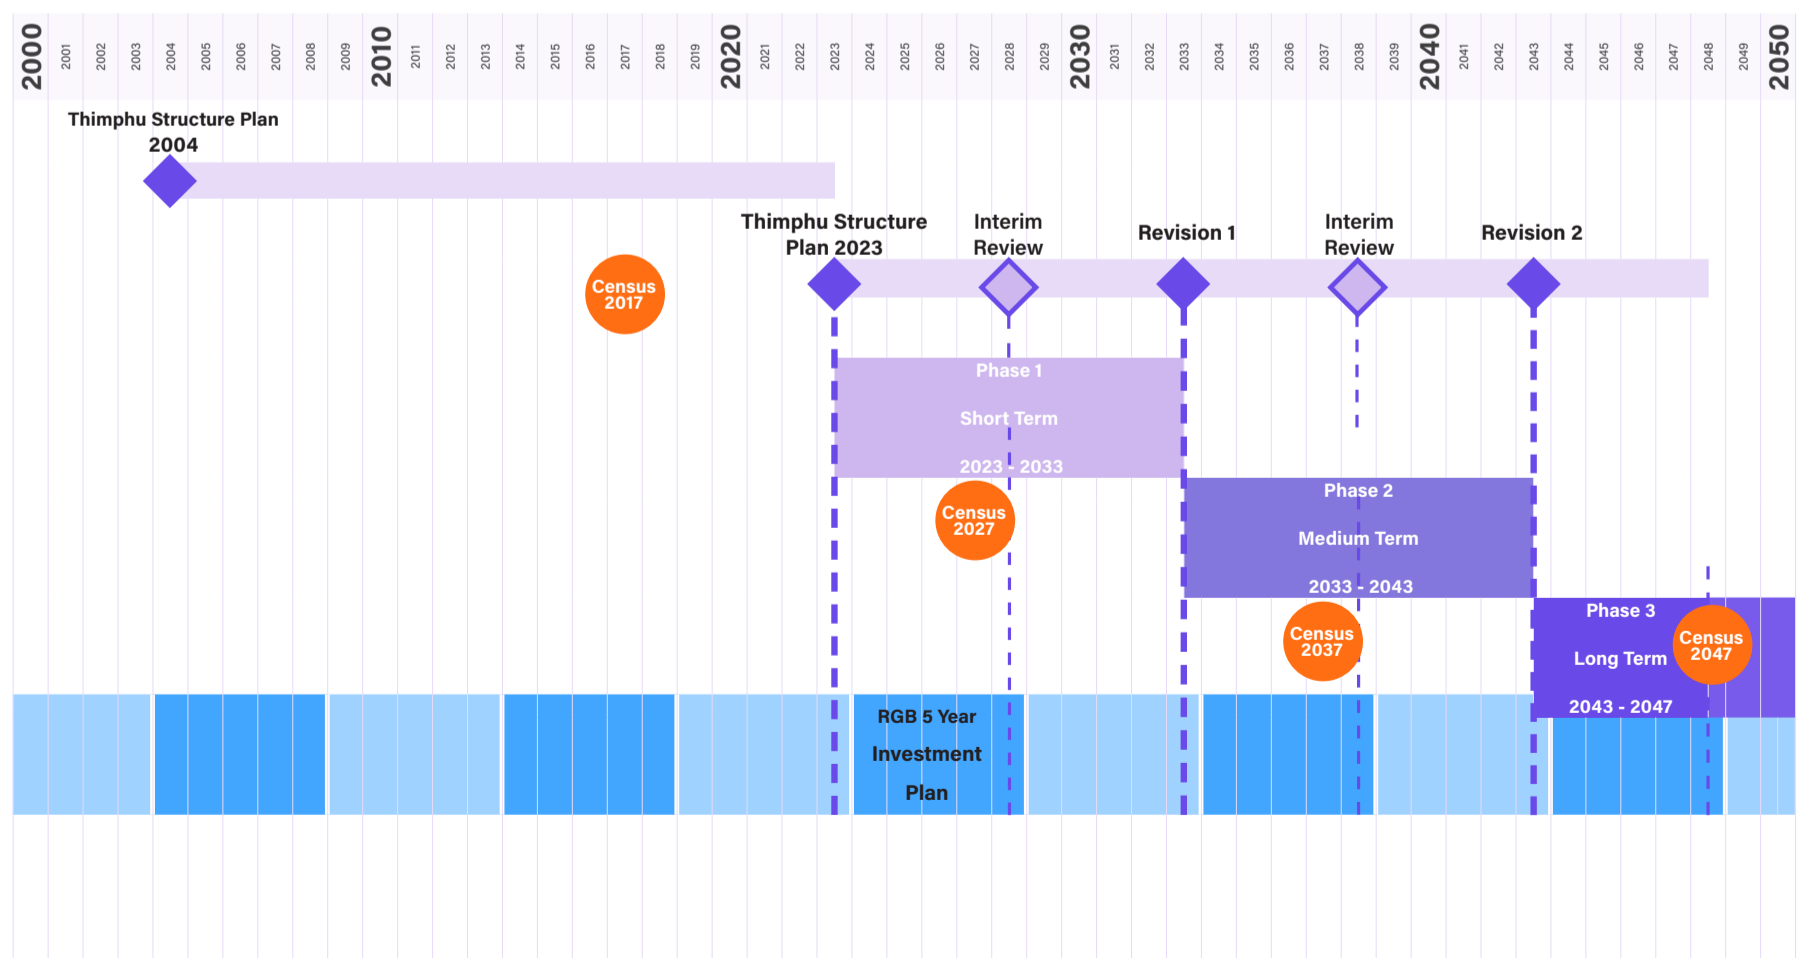 2000
2001
2002
2003
2004
2005
2006
2007
2008
2009
2010
2011
2012
2013
2014
2015
2016
2017
2018
2019
2020
2021
2022
2023
2024
2025
2026
2027
2028
2029
2030
2031
2032
2033
2034
2035
2036
2037
2038
2039
2040
2041
2042
2043
2044
2045
2046
2047
2048
2049
2050
Thimphu Structure Plan
2004
Thimphu Structure
Plan 2023
Interim
Review
Revision 1
Interim
Review
Revision 2
Census
2017
Phase 1
Short Term
2023 - 2033
Census
2027
Phase 2
Medium Term
2033 - 2043
Census
2037
Phase 3
Long Term
2043 - 2047
Census
2047
RGB 5 Year
Investment
Plan